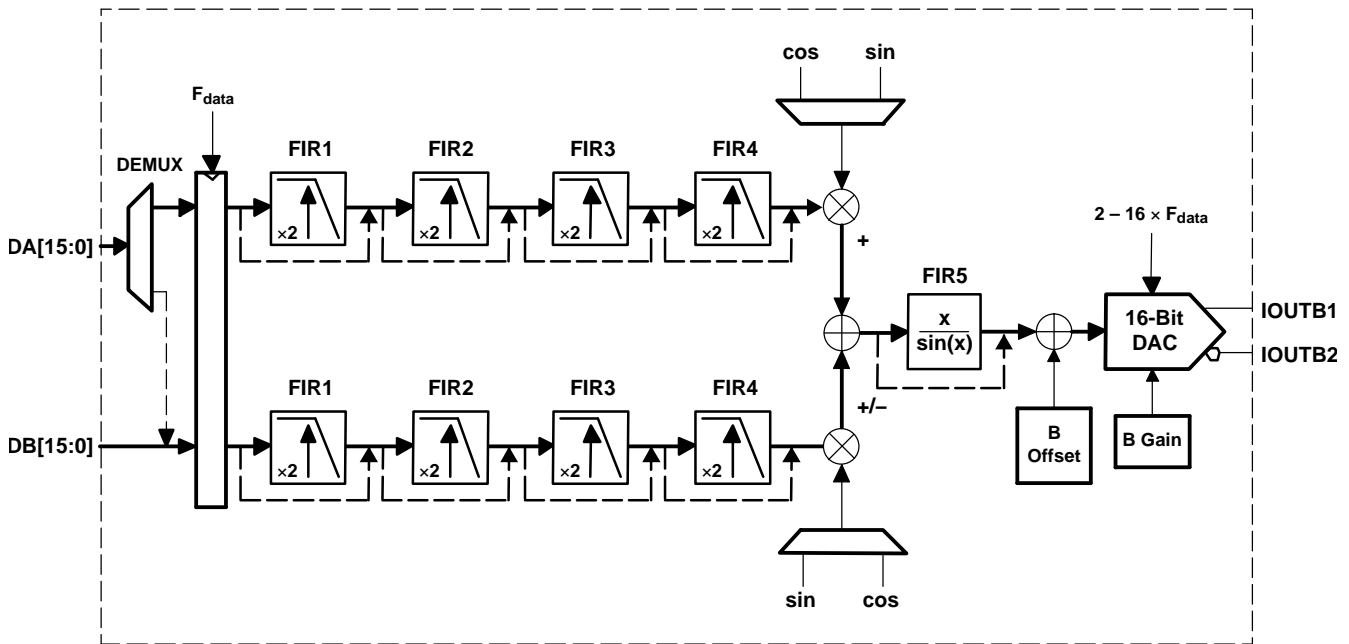 cos sin
F_data
DEMUX
FIR1 FIR2 FIR3 FIR4
×2 ×2 ×2 ×2
DA[15:0]
+
2 – 16 × F_data
FIR5
x
sin(x)
16-Bit
DAC
IOUTB1
IOUTB2
+/–
FIR1 FIR2 FIR3 FIR4
DB[15:0]
×2 ×2 ×2 ×2
B
Offset
B Gain
sin cos